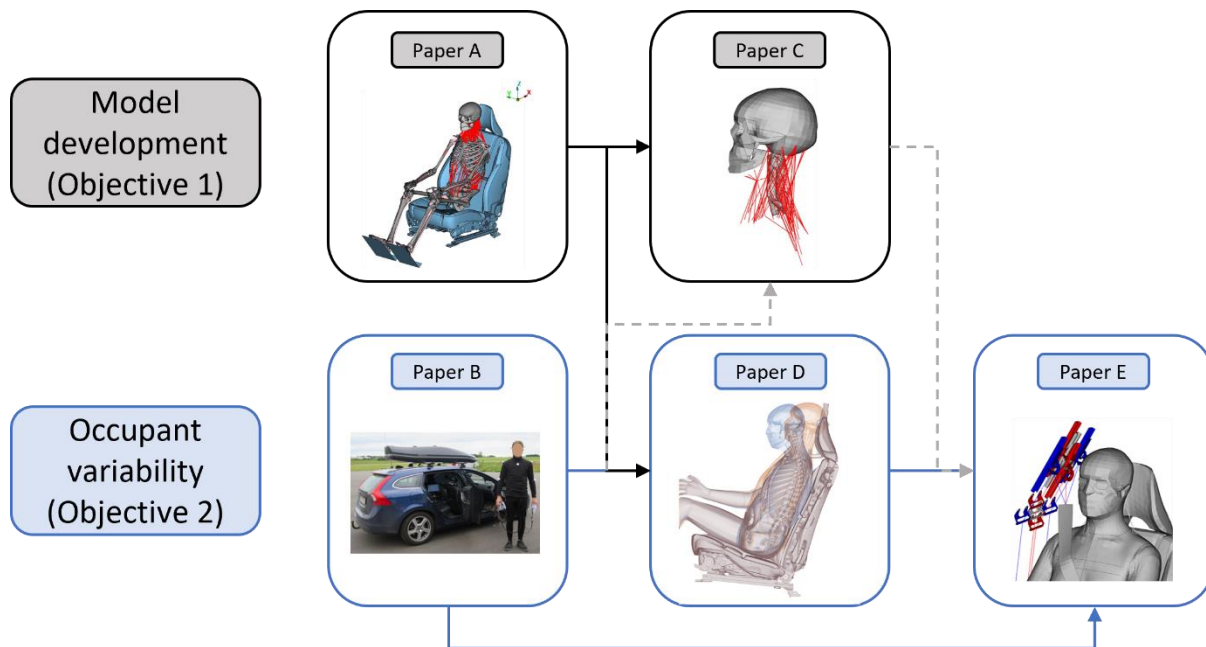 Paper A
Paper C
Model
development
(Objective 1)
Paper B
Paper D
Paper E
Occupant
variability
(Objective 2)